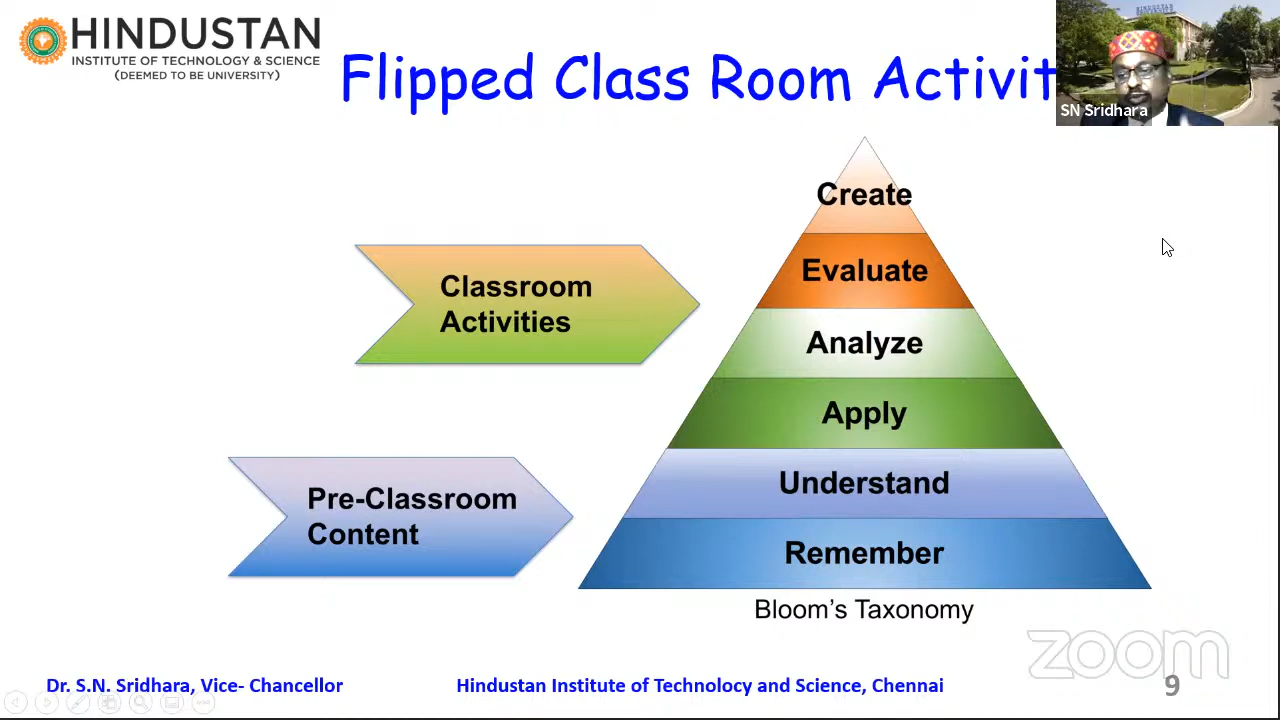 HINDUSTAN
INSTITUTE OF TECHNOLOGY & SCIENCE
(DEEMED TO BE UNIVERSITY)
Flipped Class Room Activit
SN Sridhara
Create
Evaluate
Classroom
Activities
Analyze
Apply
Understand
Pre-Classroom
Content
Remember
Bloom's Taxonomy
zoom
Dr. S.N. Sridhara, Vice- Chancellor
Hindustan Institute of Technology and Science, Chennai
9